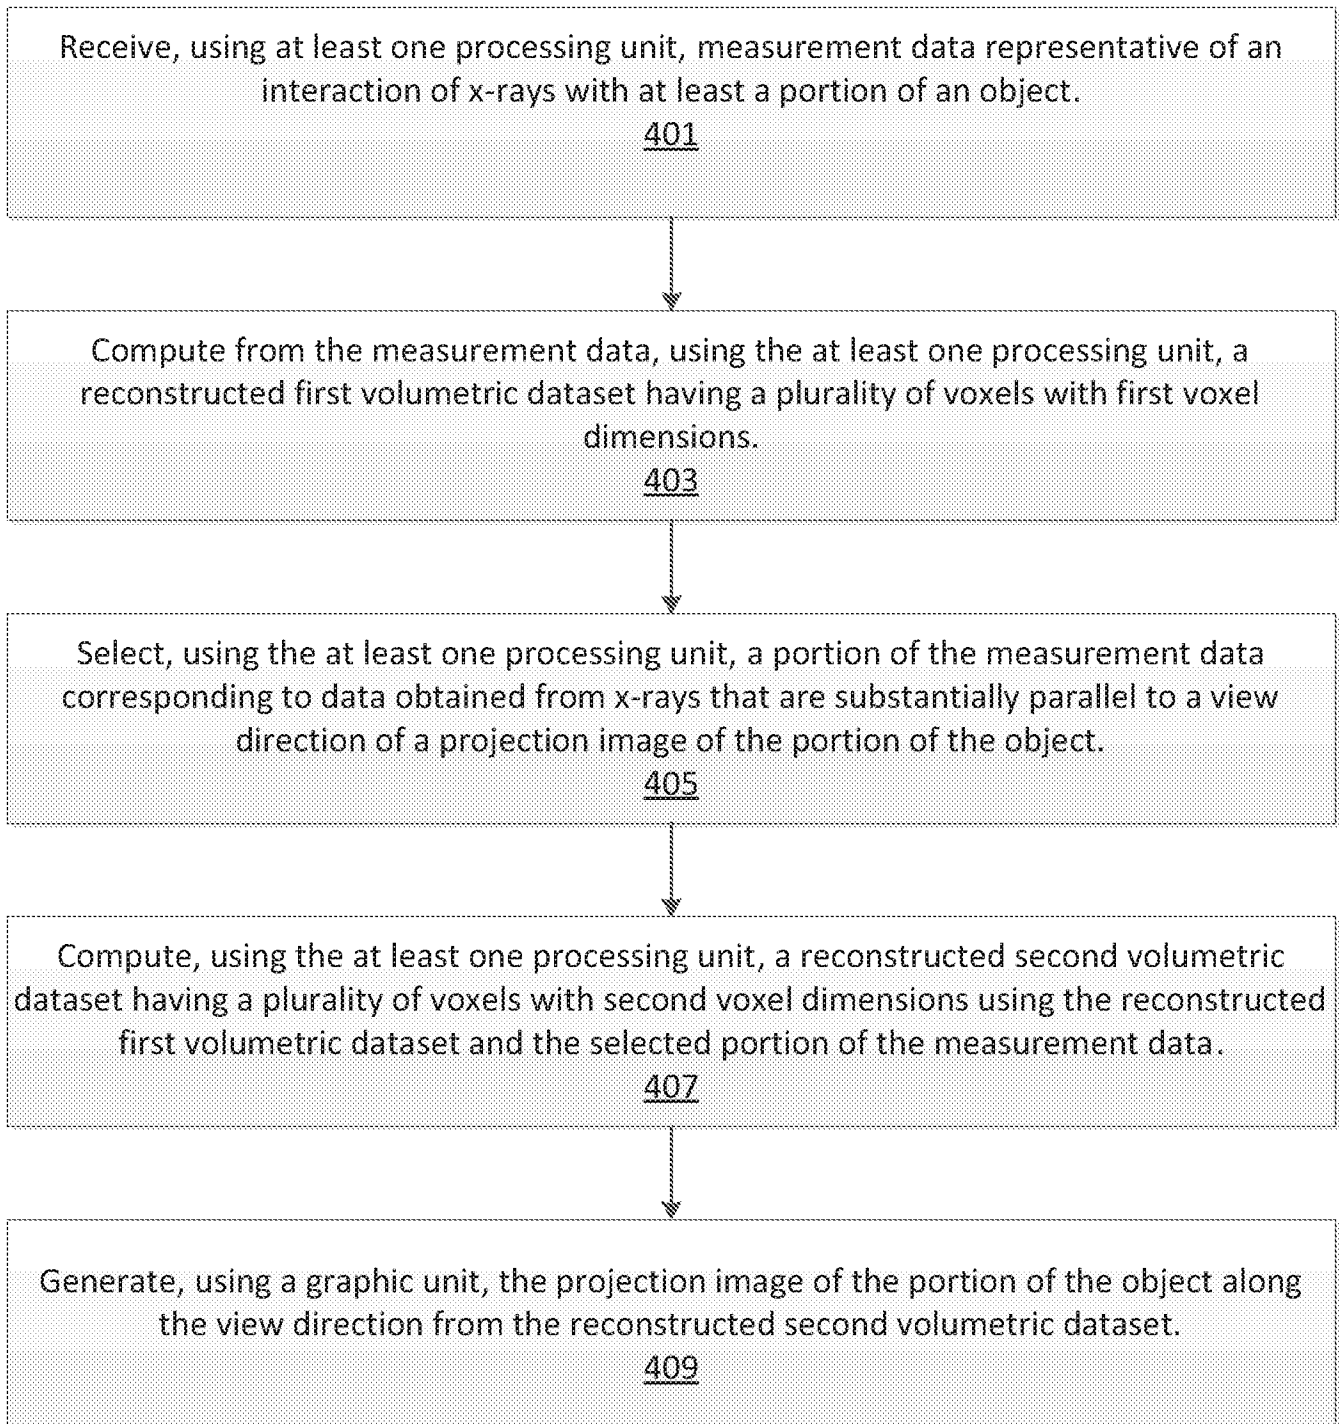 Receive, using at least one processing unit, measurement data representative of an
interaction of x-rays with at least a portion of an object.
401
Compute from the measurement data, using the at least one processing unit, a
reconstructed first volumetric dataset having a plurality of voxels with first voxel
dimensions.
403
Select, using the at least one processing unit, a portion of the measurement data
corresponding to data obtained from x-rays that are substantially parallel to a view
direction of a projection image of the portion of the object.
405
Compute, using the at least one processing unit, a reconstructed second volumetric
dataset having a plurality of voxels with second voxel dimensions using the reconstructed
first volumetric dataset and the selected portion of the measurement data.
407
Generate, using a graphic unit, the projection image of the portion of the object along
the view direction from the reconstructed second volumetric dataset.
409